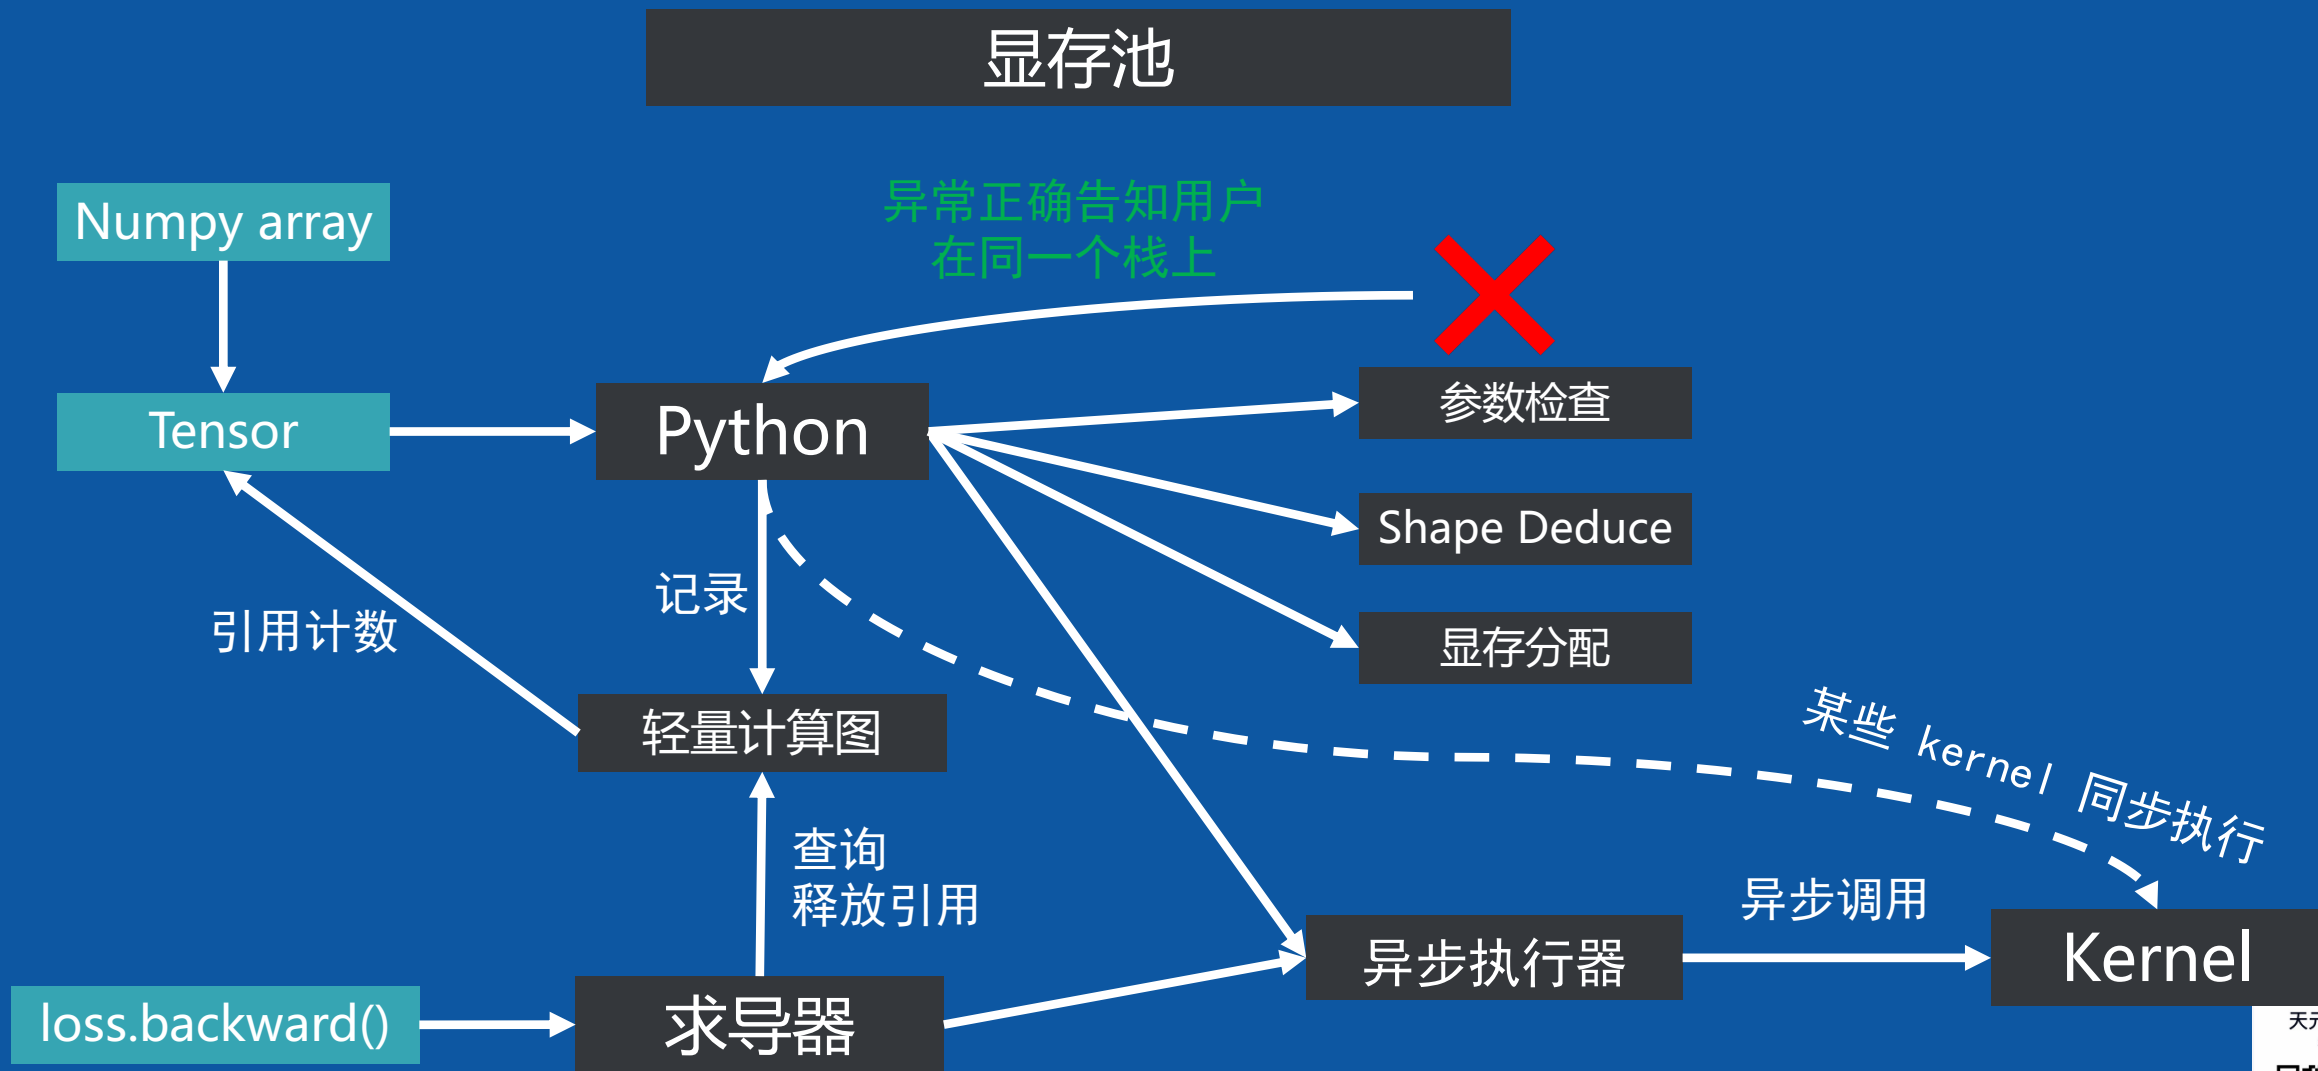 显存池
Numpy array
异常正确告知用户
在同一个栈上
Tensor
Python
参数检查
Shape Deduce
显存分配
引用计数
记录
轻量计算图
某些 kernel 同步执行
查询
释放引用
异步调用
异步执行器
Kernel
loss.backward()
求导器
天元